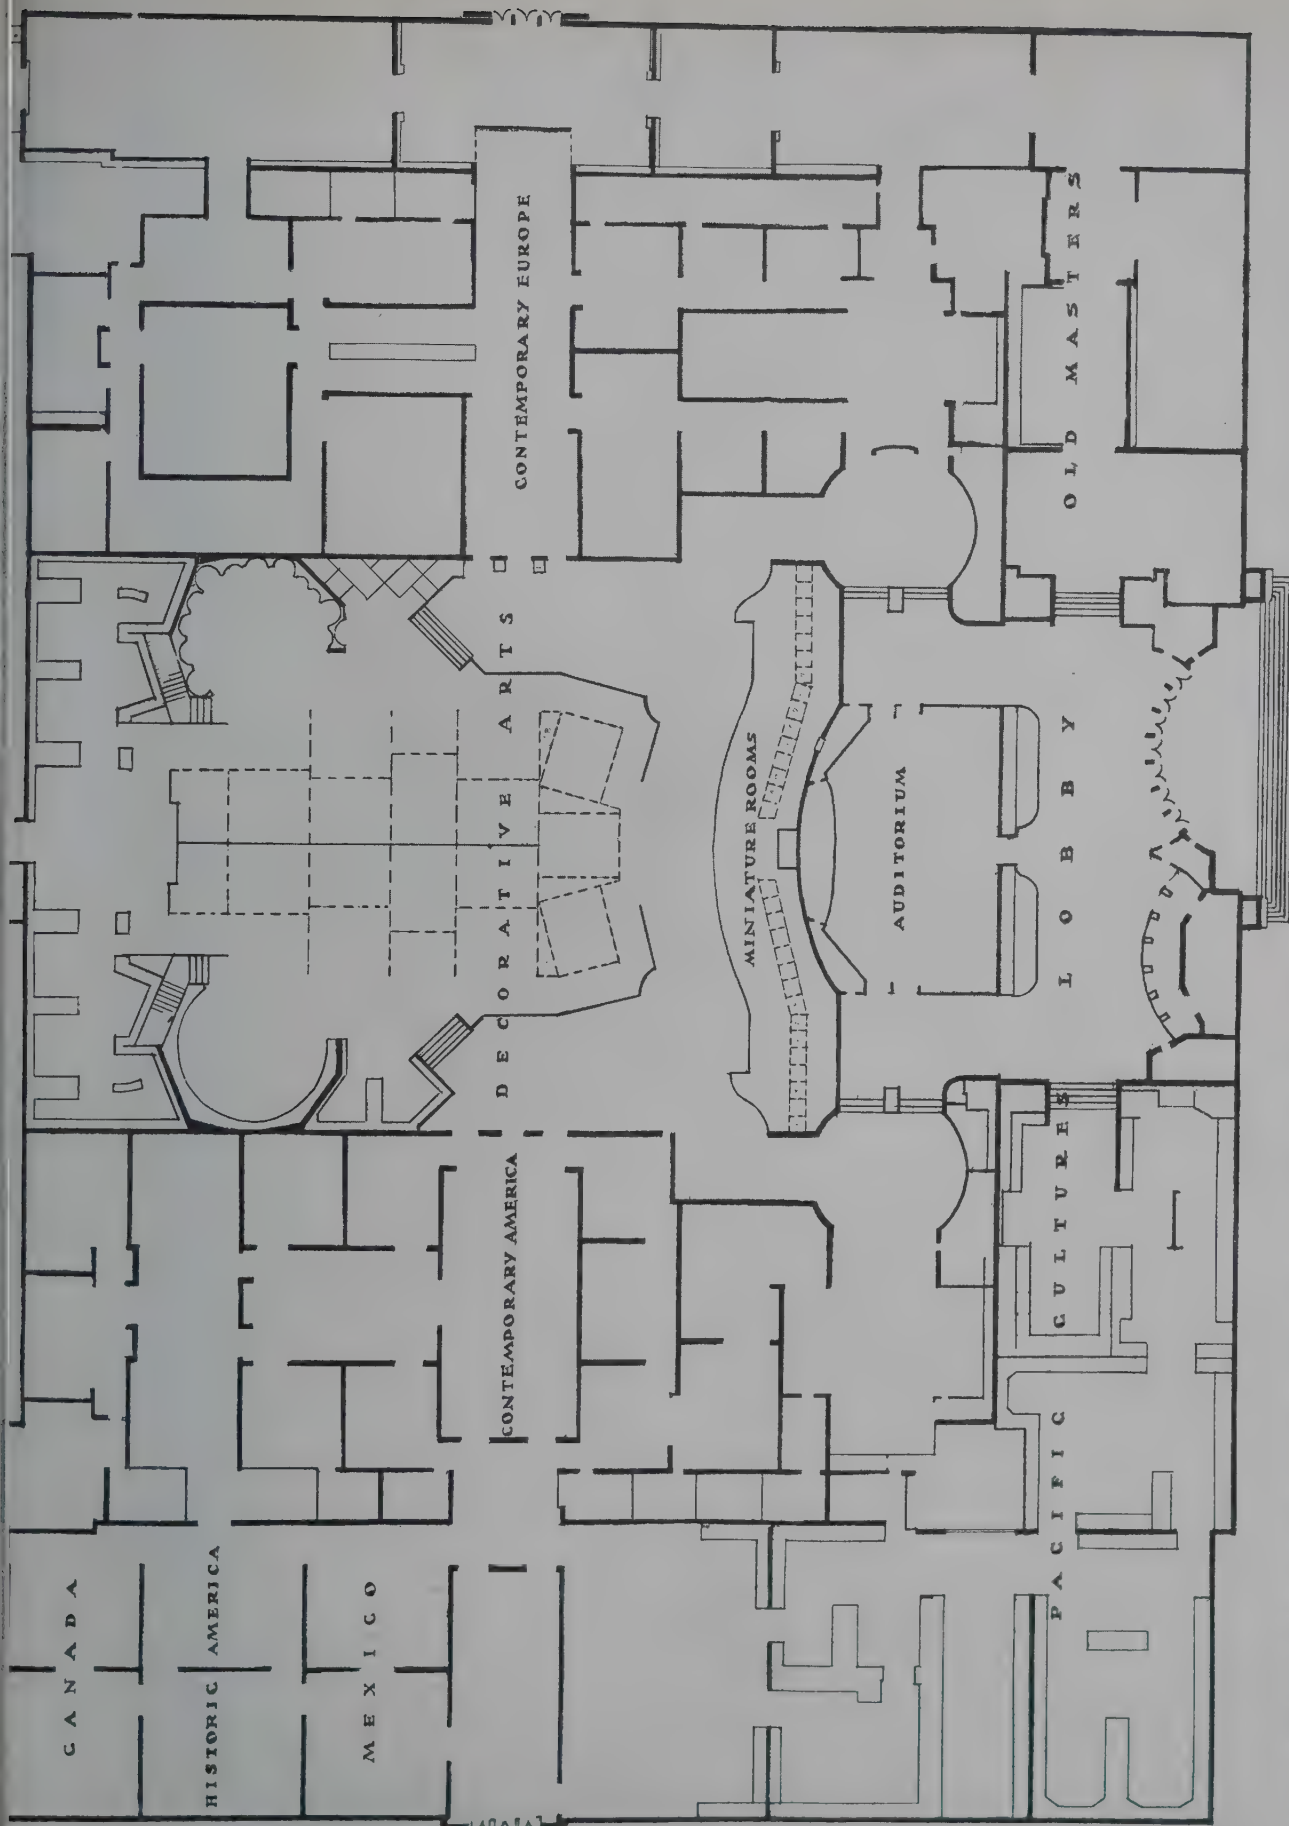 CANADA
HISTORIC AMERICA
MEXICO
CONTEMPORARY AMERICA
DECORATIVE ARTS
CONTEMPORARY EUROPE
MINIATURE ROOMS
AUDITORIUM
PACIFIC CULTURES
LOBBY
OLD MASTERS